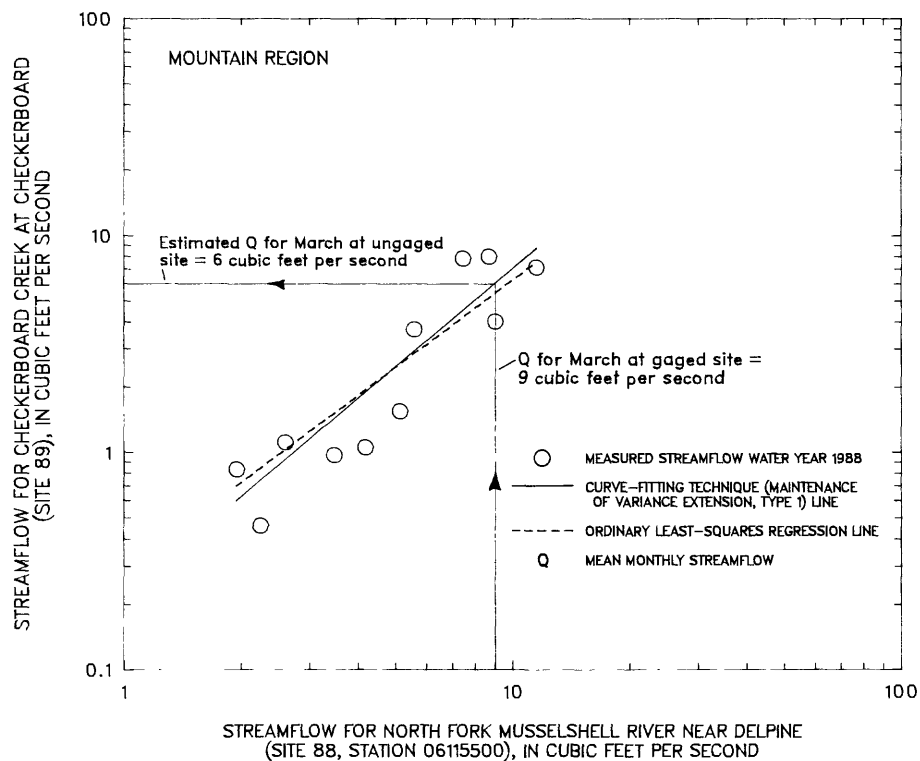 STREAMFLOW FOR CHECKERBOARD CREEK AT CHECKERBOARD
(SITE 89), IN CUBIC FEET PER SECOND
100
10
1
0.1
MOUNTAIN REGION
Estimated Q for March at ungaged
site = 6 cubic feet per second
Q for March at gaged site =
9 cubic feet per second
MEASURED STREAMFLOW WATER YEAR 1988
CURVE-FITTING TECHNIQUE (MAINTENANCE
OF VARIANCE EXTENSION, TYPE 1) LINE
ORDINARY LEAST-SQUARES REGRESSION LINE
Q MEAN MONTHLY STREAMFLOW
1 10 100
STREAMFLOW FOR NORTH FORK MUSSELSHELL RIVER NEAR DELPINE
(SITE 88, STATION 06115500), IN CUBIC FEET PER SECOND